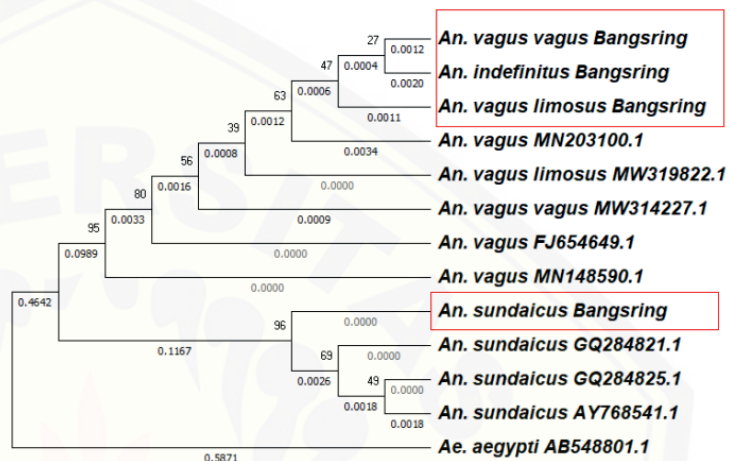 27
An. vagus vagus Bangsring
0.0012
47
0.0004
An. indefinitus Bangsring
0.0020
63
0.0006
An. vagus limosus Bangsring
0.0011
39
0.0012
An. vagus MN203100.1
0.0034
56
0.0008
An. vagus limosus MW319822.1
0.0000
80
0.0016
An. vagus vagus MW314227.1
0.0009
95
0.0033
An. vagus FJ654649.1
0.0000
0.0989
An. vagus MN148590.1
0.0000
0.4642
96
An. sundaicus Bangsring
0.0000
0.1167
69
An. sundaicus GQ284821.1
0.0000
0.0026
49
An. sundaicus GQ284825.1
0.0000
0.0018
An. sundaicus AY768541.1
0.0018
Ae. aegypti AB548801.1
0.5871
ERSITAS